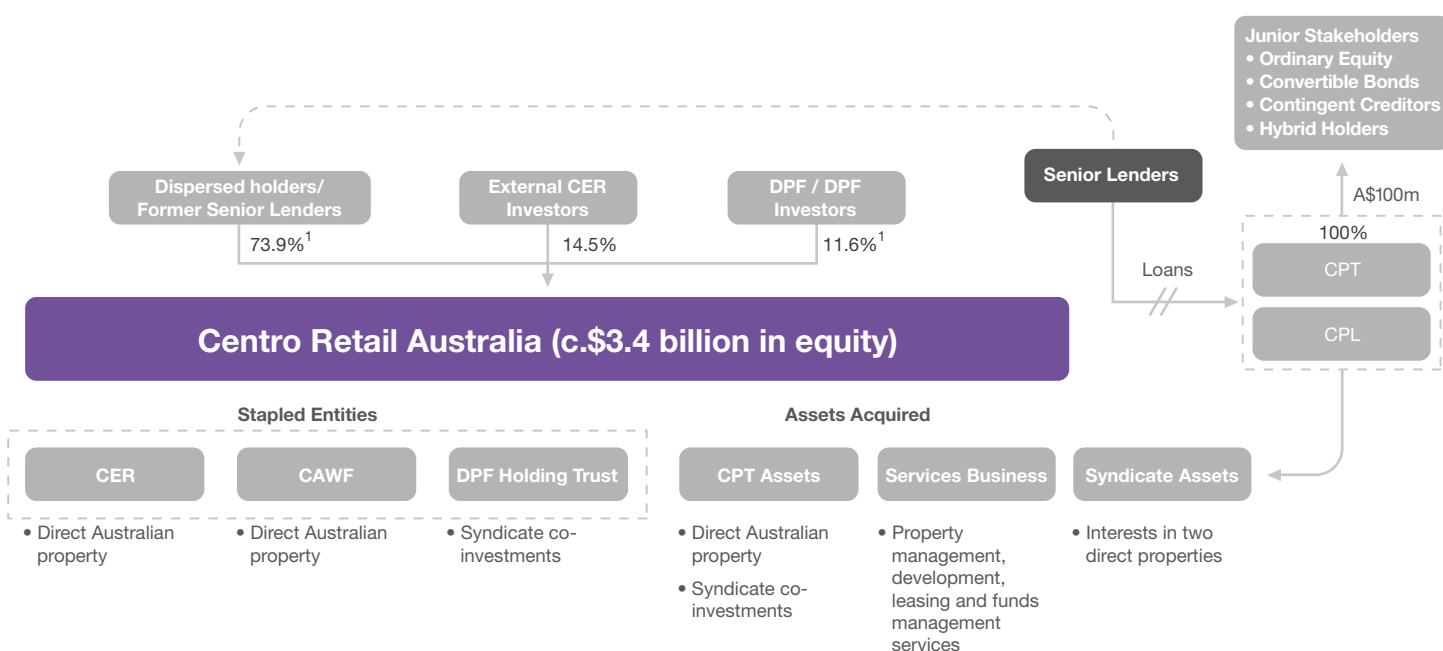 Junior Stakeholders
• Ordinary Equity
• Convertible Bonds
• Contingent Creditors
• Hybrid Holders
Senior Lenders
Dispersed holders/
Former Senior Lenders
External CER
Investors
DPF / DPF
Investors
A$100m
73.9%1
14.5%
11.6%1
100%
Loans
CPT
CPL
Centro Retail Australia (c.$3.4 billion in equity)
Stapled Entities
Assets Acquired
CER
CAWF
DPF Holding Trust
CPT Assets
Services Business
Syndicate Assets
• Direct Australian
property
• Direct Australian
property
• Syndicate co-
investments
• Direct Australian
property
• Syndicate co-
investments
• Property
management,
development,
leasing and funds
management
services
• Interests in two
direct properties